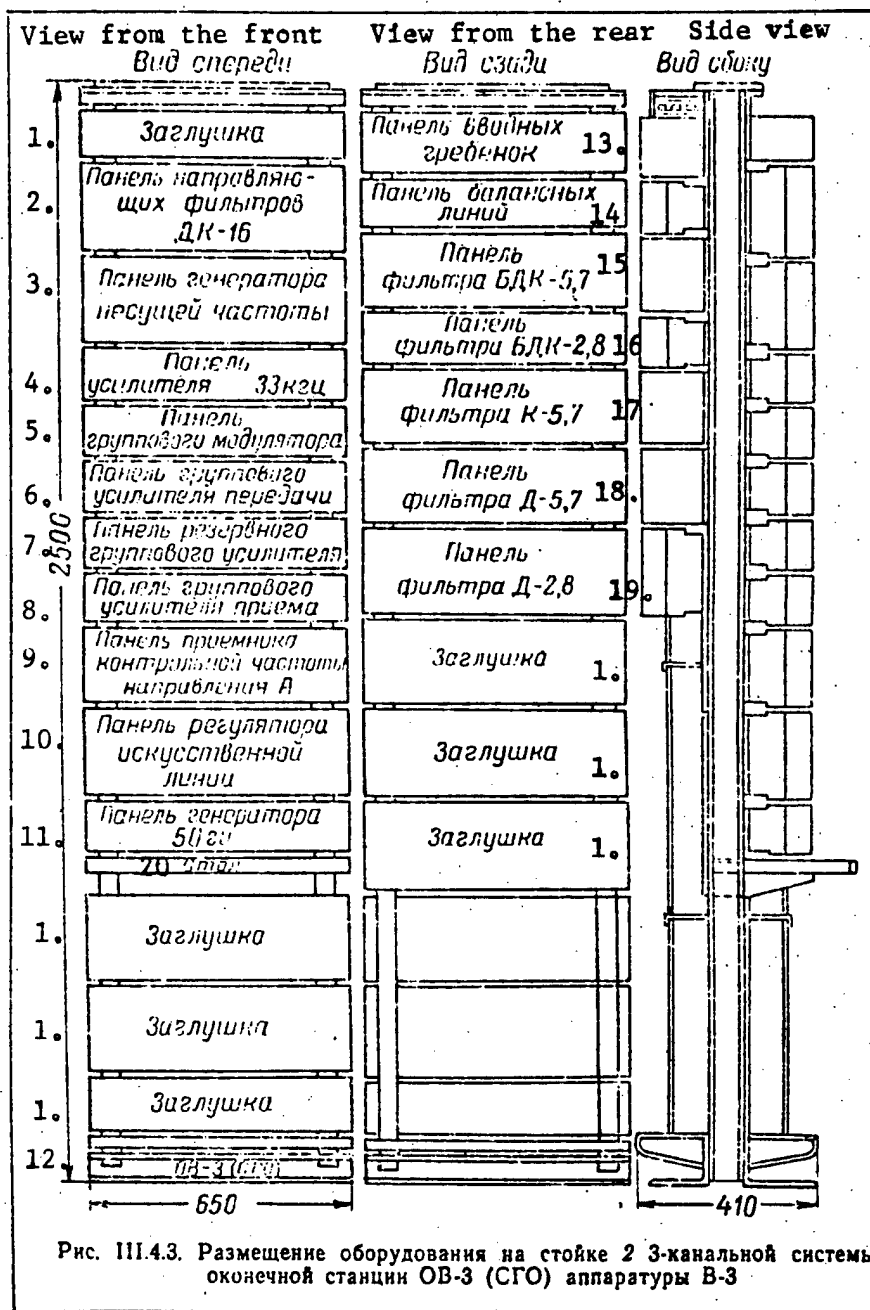 View from the front View from the rear Side view
Вид спереди Вид сзади Вид сбоку
1. Заглушка
2. Панель направляю-
щих фильтров
ДК-16
3. Панель генератора
несущей частоты
4. Панель
усилителя 33кгц
5. Панель
группового модулятора
6. Панель группового
усилителя передачи
7. Панель резервного
группового усилителя
8. Панель группового
усилителя приема
9. Панель приемника
контрольной частоты
направления А
10. Панель регулятора
искусственной
линии
11. Панель генератора
50 гц
20 Стол
1. Заглушка
1. Заглушка
1. Заглушка
12. ОВ-3 (СГО)
2500
650
Панель вводных
гребенок 13.
Панель балансных
линий 14
Панель 15
фильтра БДК-5,7
Панель
фильтра БДК-2,8 16
Панель
фильтра К-5,7 17
Панель
фильтра Д-5,7 18.
Панель
фильтра Д-2,8 19.
Заглушка 1.
Заглушка 1.
Заглушка 1.
410
Рис. III.4.3. Размещение оборудования на стойке 2 3-канальной системы
оконечной станции ОВ-3 (СГО) аппаратуры В-3